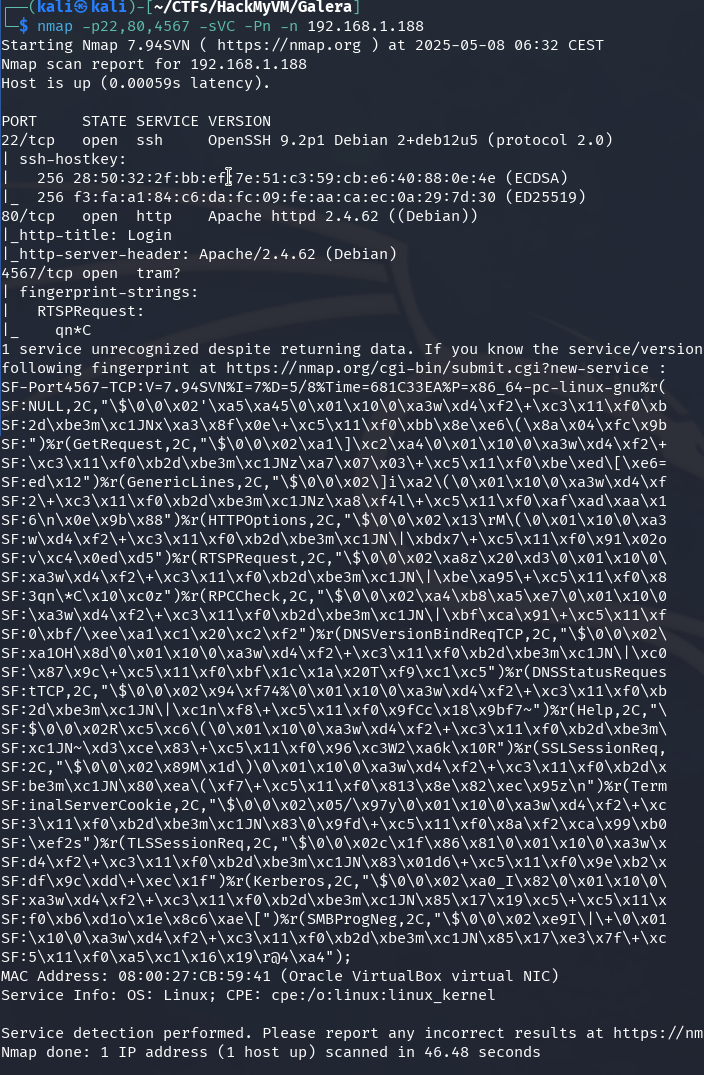 ──(kali㉿kali)-[~/CTFs/HackMyVM/Galera]
└─$ nmap -p22,80,4567 -sVC -Pn -n 192.168.1.188
Starting Nmap 7.94SVN ( https://nmap.org ) at 2025-05-08 06:32 CEST
Nmap scan report for 192.168.1.188
Host is up (0.00059s latency).

PORT     STATE SERVICE VERSION
22/tcp   open  ssh     OpenSSH 9.2p1 Debian 2+deb12u5 (protocol 2.0)
| ssh-hostkey:
|   256 28:50:32:2f:bb:ef:7e:51:c3:59:cb:e6:40:88:0e:4e (ECDSA)
|_  256 f3:fa:a1:84:c6:da:fc:09:fe:aa:ca:ec:0a:29:7d:30 (ED25519)
80/tcp   open  http    Apache httpd 2.4.62 ((Debian))
|_http-title: Login
|_http-server-header: Apache/2.4.62 (Debian)
4567/tcp open  tram?
| fingerprint-strings:
|   RTSPRequest:
|_    qn*C
1 service unrecognized despite returning data. If you know the service/version
following fingerprint at https://nmap.org/cgi-bin/submit.cgi?new-service :
SF-Port4567-TCP:V=7.94SVN%I=7%D=5/8%Time=681C33EA%P=x86_64-pc-linux-gnu%r(
SF:NULL,2C,"\$\0\0\x02'\xa5\xa45\0\x01\x10\0\xa3w\xd4\xf2\+\xc3\x11\xf0\xb
SF:2d\xbe3m\xc1JNx\xa3\x8f\x0e\+\xc5\x11\xf0\xbb\x8e\xe6\(\x8a\x04\xfc\x9b
SF:")%r(GetRequest,2C,"\$\0\0\x02\xa1\]\xc2\xa4\0\x01\x10\0\xa3w\xd4\xf2\+
SF:\xc3\x11\xf0\xb2d\xbe3m\xc1JNz\xa7\x07\x03\+\xc5\x11\xf0\xbe\xed\[\xe6=
SF:ed\x12")%r(GenericLines,2C,"\$\0\0\x02\]i\xa2\(\0\x01\x10\0\xa3w\xd4\xf
SF:2\+\xc3\x11\xf0\xb2d\xbe3m\xc1JNz\xa8\xf4l\+\xc5\x11\xf0\xaf\xad\xaa\x1
SF:6\n\x0e\x9b\x88")%r(HTTPOptions,2C,"\$\0\0\x02\x13\rM\(\0\x01\x10\0\xa3
SF:w\xd4\xf2\+\xc3\x11\xf0\xb2d\xbe3m\xc1JN\|\xbdx7\+\xc5\x11\xf0\x91\x02o
SF:v\xc4\x0ed\xd5")%r(RTSPRequest,2C,"\$\0\0\x02\xa8z\x20\xd3\0\x01\x10\0\
SF:xa3w\xd4\xf2\+\xc3\x11\xf0\xb2d\xbe3m\xc1JN\|\xbe\xa95\+\xc5\x11\xf0\x8
SF:3qn\*C\x10\xc0z")%r(RPCCheck,2C,"\$\0\0\x02\xa4\xb8\xa5\xe7\0\x01\x10\0
SF:\xa3w\xd4\xf2\+\xc3\x11\xf0\xb2d\xbe3m\xc1JN\|\xbf\xca\x91\+\xc5\x11\xf
SF:0\xbf/\xee\xa1\xc1\x20\xc2\xf2")%r(DNSVersionBindReqTCP,2C,"\$\0\0\x02\
SF:xa1OH\x8d\0\x01\x10\0\xa3w\xd4\xf2\+\xc3\x11\xf0\xb2d\xbe3m\xc1JN\|\xc0
SF:\x87\x9c\+\xc5\x11\xf0\xbf\x1c\x1a\x20T\xf9\xc1\xc5")%r(DNSStatusReques
SF:tTCP,2C,"\$\0\0\x02\x94\xf74%\0\x01\x10\0\xa3w\xd4\xf2\+\xc3\x11\xf0\xb
SF:2d\xbe3m\xc1JN\|\xc1n\xf8\+\xc5\x11\xf0\x9fCc\x18\x9bf7~")%r(Help,2C,"\
SF:$\0\0\x02R\xc5\xc6\(\0\x01\x10\0\xa3w\xd4\xf2\+\xc3\x11\xf0\xb2d\xbe3m\
SF:xc1JN~\xd3\xce\x83\+\xc5\x11\xf0\x96\xc3W2\xa6k\x10R")%r(SSLSessionReq,
SF:2C,"\$\0\0\x02\x89M\x1d\)\0\x01\x10\0\xa3w\xd4\xf2\+\xc3\x11\xf0\xb2d\x
SF:be3m\xc1JN\x80\xea\(\xf7\+\xc5\x11\xf0\x813\x8e\x82\xec\x95z\n")%r(Term
SF:inalServerCookie,2C,"\$\0\0\x02\x05/\x97y\0\x01\x10\0\xa3w\xd4\xf2\+\xc
SF:3\x11\xf0\xb2d\xbe3m\xc1JN\x83\0\x9fd\+\xc5\x11\xf0\x8a\xf2\xca\x99\xb0
SF:\xef2s")%r(TLSSessionReq,2C,"\$\0\0\x02c\x1f\x86\x81\0\x01\x10\0\xa3w\x
SF:d4\xf2\+\xc3\x11\xf0\xb2d\xbe3m\xc1JN\x83\x01d6\+\xc5\x11\xf0\x9e\xb2\x
SF:df\x9c\xdd\+\xec\x1f")%r(Kerberos,2C,"\$\0\0\x02\xa0_I\x82\0\x01\x10\0\
SF:xa3w\xd4\xf2\+\xc3\x11\xf0\xb2d\xbe3m\xc1JN\x85\x17\x19\xc5\+\xc5\x11\x
SF:f0\xb6\xd1o\x1e\x8c6\xae\[")%r(SMBProgNeg,2C,"\$\0\0\x02\xe9I\|\+\0\x01
SF:\x10\0\xa3w\xd4\xf2\+\xc3\x11\xf0\xb2d\xbe3m\xc1JN\x85\x17\xe3\x7f\+\xc
SF:5\x11\xf0\xa5\xc1\x16\x19\r@4\xa4");
MAC Address: 08:00:27:CB:59:41 (Oracle VirtualBox virtual NIC)
Service Info: OS: Linux; CPE: cpe:/o:linux:linux_kernel

Service detection performed. Please report any incorrect results at https://nm
Nmap done: 1 IP address (1 host up) scanned in 46.48 seconds